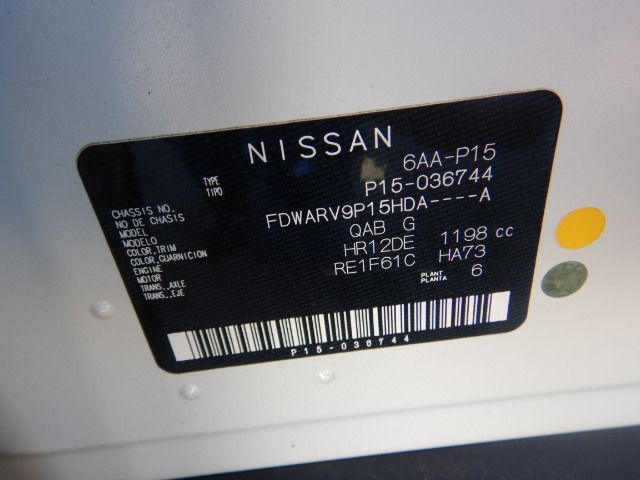 NISSAN
TYPE
TIPO
6AA-P15
CHASSIS NO.
NO DE CHASIS
P15-036744
MODEL
MODELO
FDWARV9P15HDA----A
COLOR,TRIM
COLOR,GUARNICION
QAB G
ENGINE
MOTOR
HR12DE 1198 cc
TRANS.,AXLE
TRANS.,EJE
RE1F61C HA73
PLANT
PLANTA
6
P15-036744